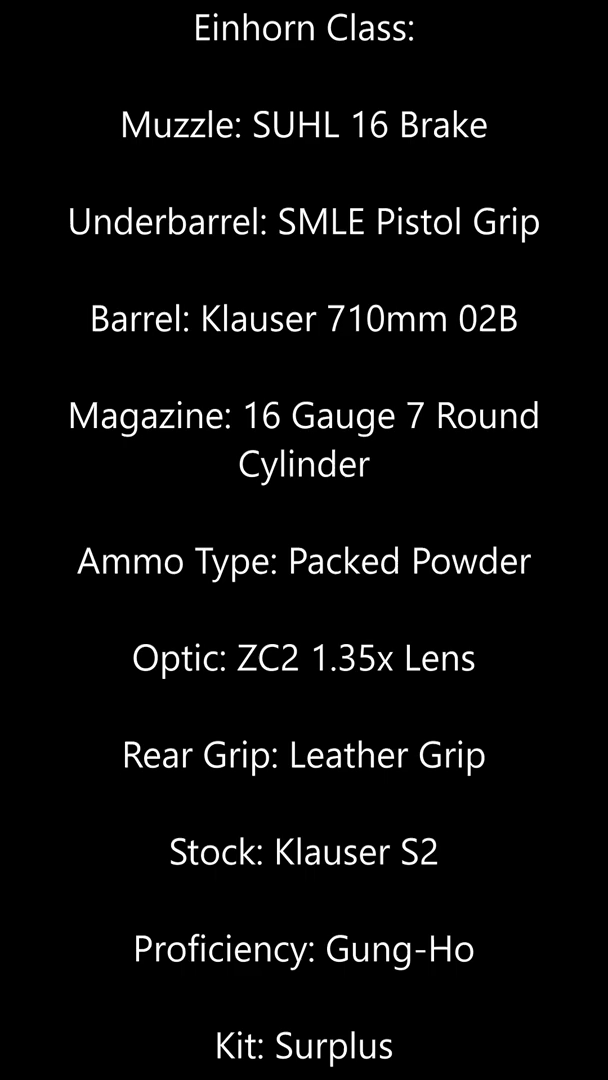 Einhorn Class:
Muzzle: SUHL 16 Brake
Underbarrel: SMLE Pistol Grip
Barrel: Klauser 710mm 02B
Magazine: 16 Gauge 7 Round
Cylinder
Ammo Type: Packed Powder
Optic: ZC2 1.35x Lens
Rear Grip: Leather Grip
Stock: Klauser S2
Proficiency: Gung-Ho
Kit: Surplus